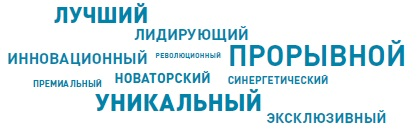 ЛУЧШИЙ
ЛИДИРУЮЩИЙ
ИННОВАЦИОННЫЙ РЕВОЛЮЦИОННЫЙ ПРОРЫВНОЙ
ПРЕМИАЛЬНЫЙ НОВАТОРСКИЙ СИНЕРГЕТИЧЕСКИЙ
УНИКАЛЬНЫЙ
ЭКСКЛЮЗИВНЫЙ